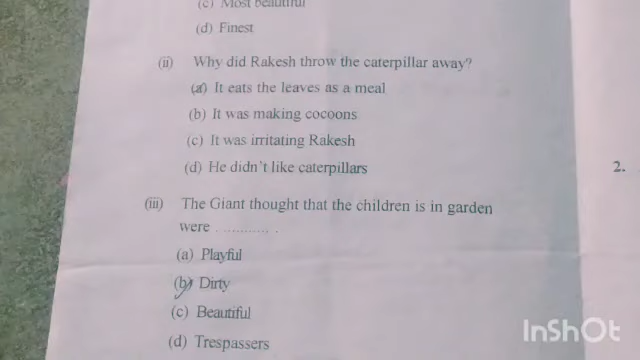 (c) Most beautiful
(d) Finest
(ii) Why did Rakesh throw the caterpillar away?
(a) It eats the leaves as a meal
(b) It was making cocoons
(c) It was irritating Rakesh
(d) He didn't like caterpillars
2.
(iii) The Giant thought that the children is in garden
were ............. .
(a) Playful
(b) Dirty
(c) Beautiful
(d) Trespassers
InShOt